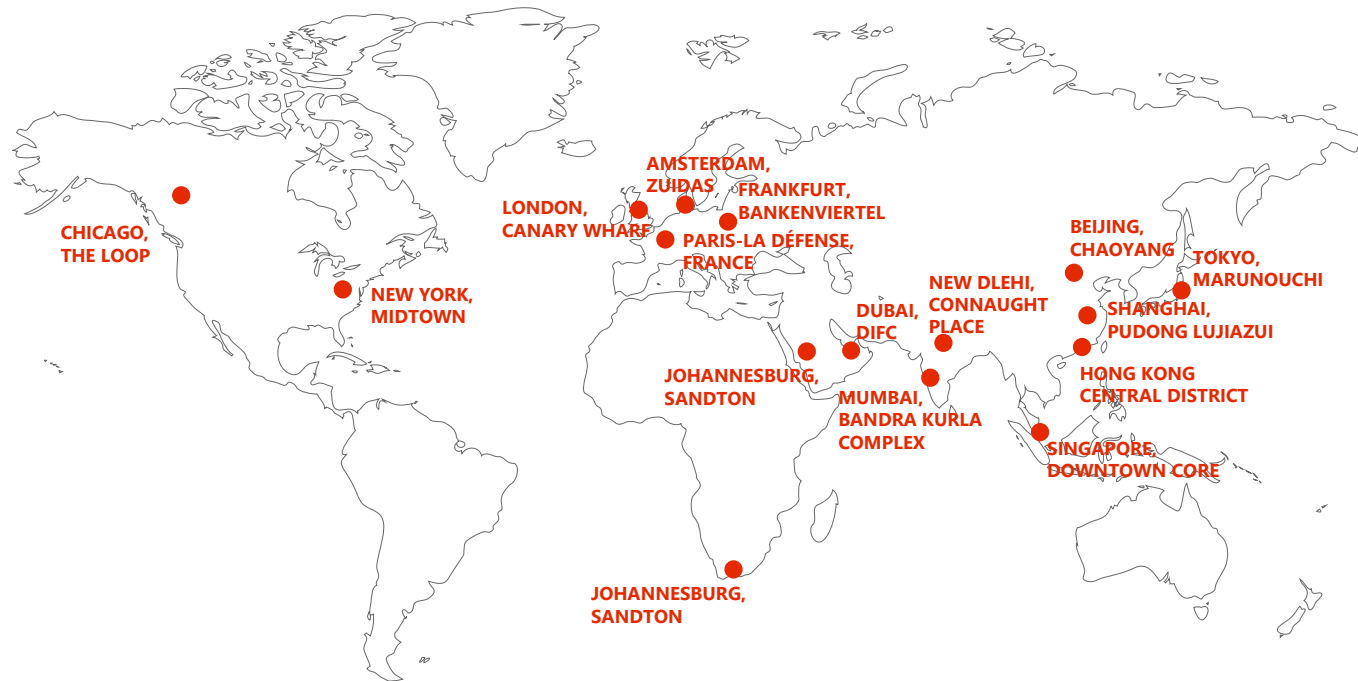 AMSTERDAM,
ZUIDAS
FRANKFURT,
BANKENVIERTEL
LONDON,
CANARY WHARF
PARIS-LA DÉFENSE,
FRANCE
CHICAGO,
THE LOOP
NEW YORK,
MIDTOWN
BEIJING,
CHAOYANG
TOKYO,
MARUNOUCHI
NEW DLEHI,
CONNAUGHT
PLACE
DUBAI,
DIFC
SHANGHAI,
PUDONG LUJIAZUI
JOHANNESBURG,
SANDTON
MUMBAI,
BANDRA KURLA
COMPLEX
HONG KONG
CENTRAL DISTRICT
SINGAPORE,
DOWNTOWN CORE
JOHANNESBURG,
SANDTON